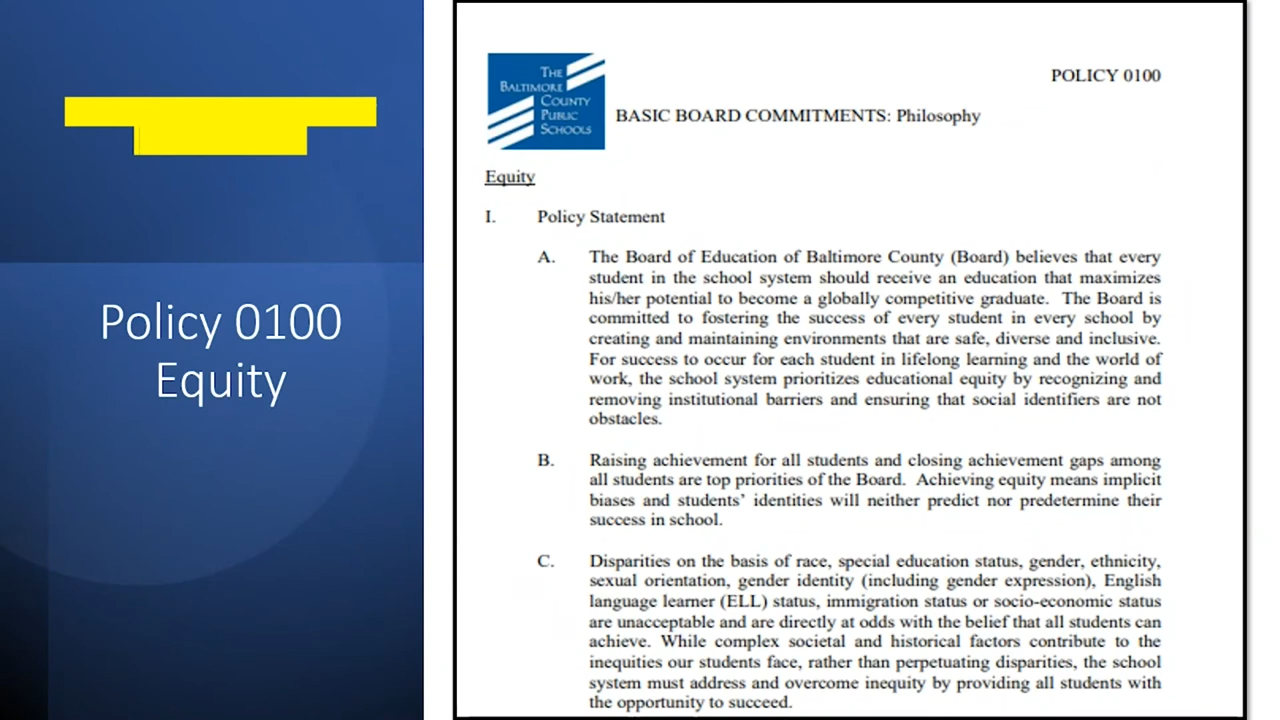 Policy 0100
Equity
THE
BALTIMORE
COUNTY
PUBLIC
SCHOOLS
POLICY 0100
BASIC BOARD COMMITMENTS: Philosophy
Equity
I. Policy Statement
A. The Board of Education of Baltimore County (Board) believes that every
student in the school system should receive an education that maximizes
his/her potential to become a globally competitive graduate. The Board is
committed to fostering the success of every student in every school by
creating and maintaining environments that are safe, diverse and inclusive.
For success to occur for each student in lifelong learning and the world of
work, the school system prioritizes educational equity by recognizing and
removing institutional barriers and ensuring that social identifiers are not
obstacles.
B. Raising achievement for all students and closing achievement gaps among
all students are top priorities of the Board. Achieving equity means implicit
biases and students' identities will neither predict nor predetermine their
success in school.
C. Disparities on the basis of race, special education status, gender, ethnicity,
sexual orientation, gender identity (including gender expression), English
language learner (ELL) status, immigration status or socio-economic status
are unacceptable and are directly at odds with the belief that all students can
achieve. While complex societal and historical factors contribute to the
inequities our students face, rather than perpetuating disparities, the school
system must address and overcome inequity by providing all students with
the opportunity to succeed.